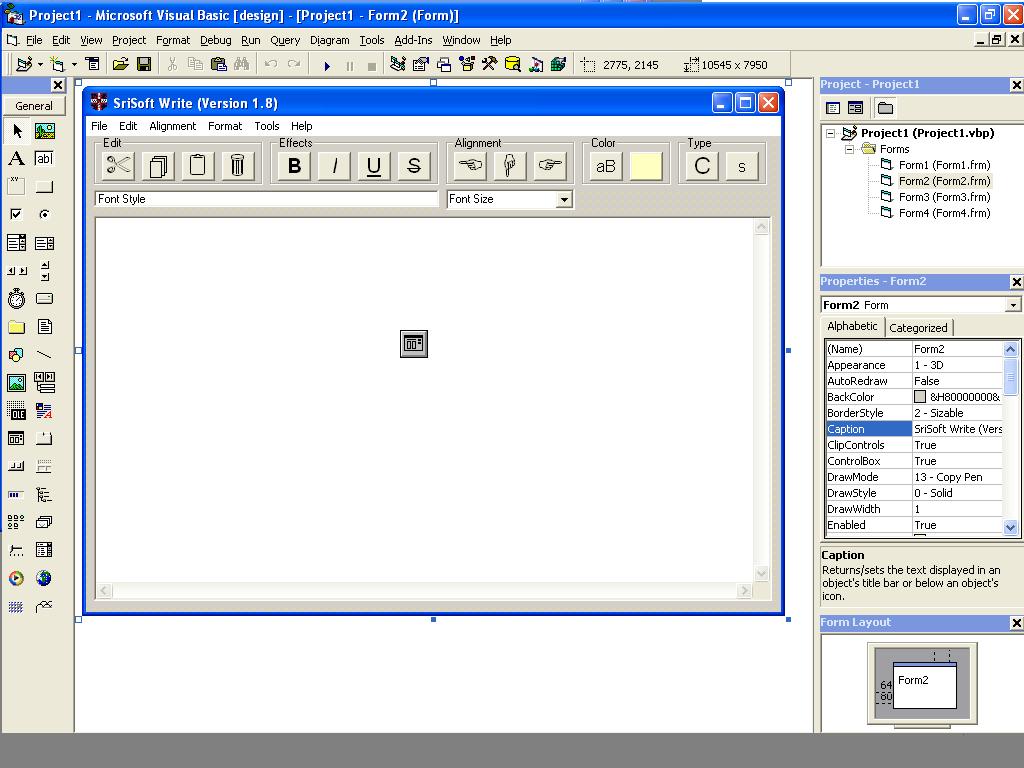 Project1 - Microsoft Visual Basic [design] - [Project1 - Form2 (Form)]
File Edit View Project Format Debug Run Query Diagram Tools Add-Ins Window Help
2775, 2145 10545 x 7950
General
A ab|
xy
OLE
SriSoft Write (Version 1.8)
File Edit Alignment Format Tools Help
Edit Effects Alignment Color Type
B I U S aB C s
Font Style Font Size
Project - Project1
Project1 (Project1.vbp)
Forms
Form1 (Form1.frm)
Form2 (Form2.frm)
Form3 (Form3.frm)
Form4 (Form4.frm)
Properties - Form2
Form2 Form
Alphabetic Categorized
(Name) Form2
Appearance 1 - 3D
AutoRedraw False
BackColor &H80000000&
BorderStyle 2 - Sizable
Caption SriSoft Write (Vers
ClipControls True
ControlBox True
DrawMode 13 - Copy Pen
DrawStyle 0 - Solid
DrawWidth 1
Enabled True
Caption
Returns/sets the text displayed in an
object's title bar or below an object's
icon.
Form Layout
Form2
64
80